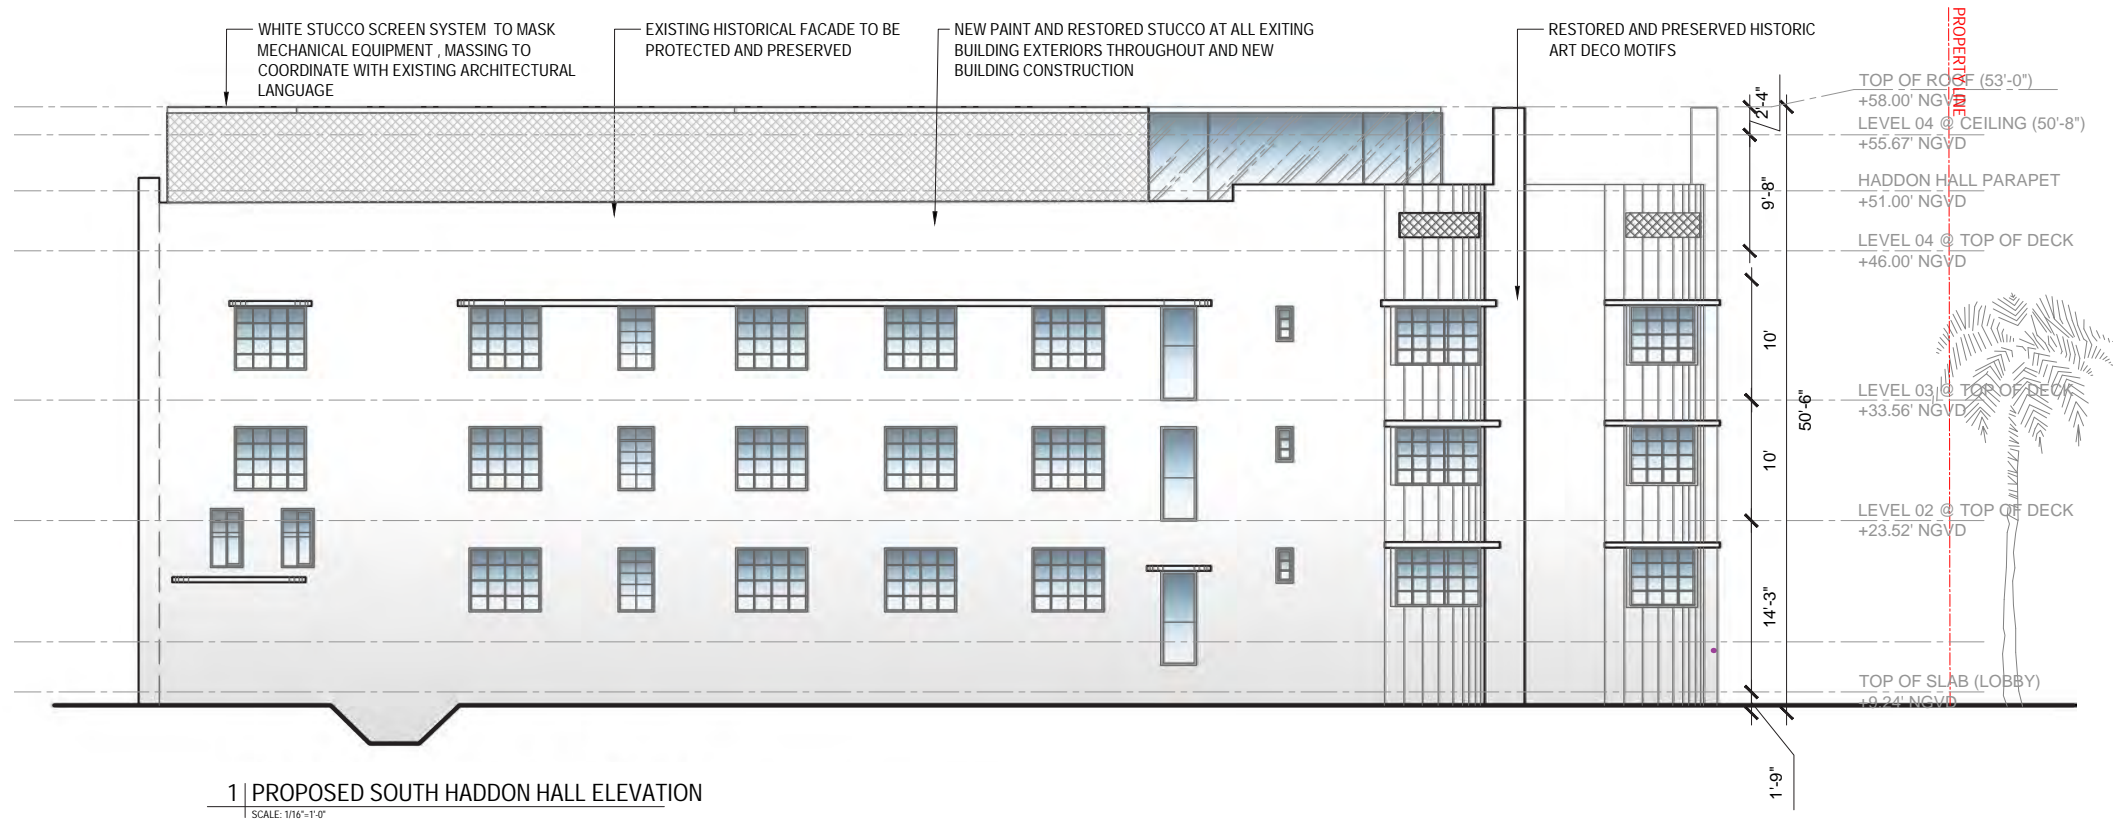 WHITE STUCCO SCREEN SYSTEM TO MASK
MECHANICAL EQUIPMENT , MASSING TO
COORDINATE WITH EXISTING ARCHITECTURAL
LANGUAGE
EXISTING HISTORICAL FACADE TO BE
PROTECTED AND PRESERVED
NEW PAINT AND RESTORED STUCCO AT ALL EXITING
BUILDING EXTERIORS THROUGHOUT AND NEW
BUILDING CONSTRUCTION
RESTORED AND PRESERVED HISTORIC
ART DECO MOTIFS
PROPERTY LINE
TOP OF ROOF (53'-0")
+58.00' NGVD
LEVEL 04 @ CEILING (50'-8")
+55.67' NGVD
HADDON HALL PARAPET
+51.00' NGVD
LEVEL 04 @ TOP OF DECK
+46.00' NGVD
LEVEL 03 @ TOP OF DECK
+33.56' NGVD
LEVEL 02 @ TOP OF DECK
+23.52' NGVD
TOP OF SLAB (LOBBY)
+9.24' NGVD
2'-4"
9'-8"
10'
10'
14'-3"
50'-6"
1'-9"
1 PROPOSED SOUTH HADDON HALL ELEVATION
SCALE: 1/16"=1'-0"